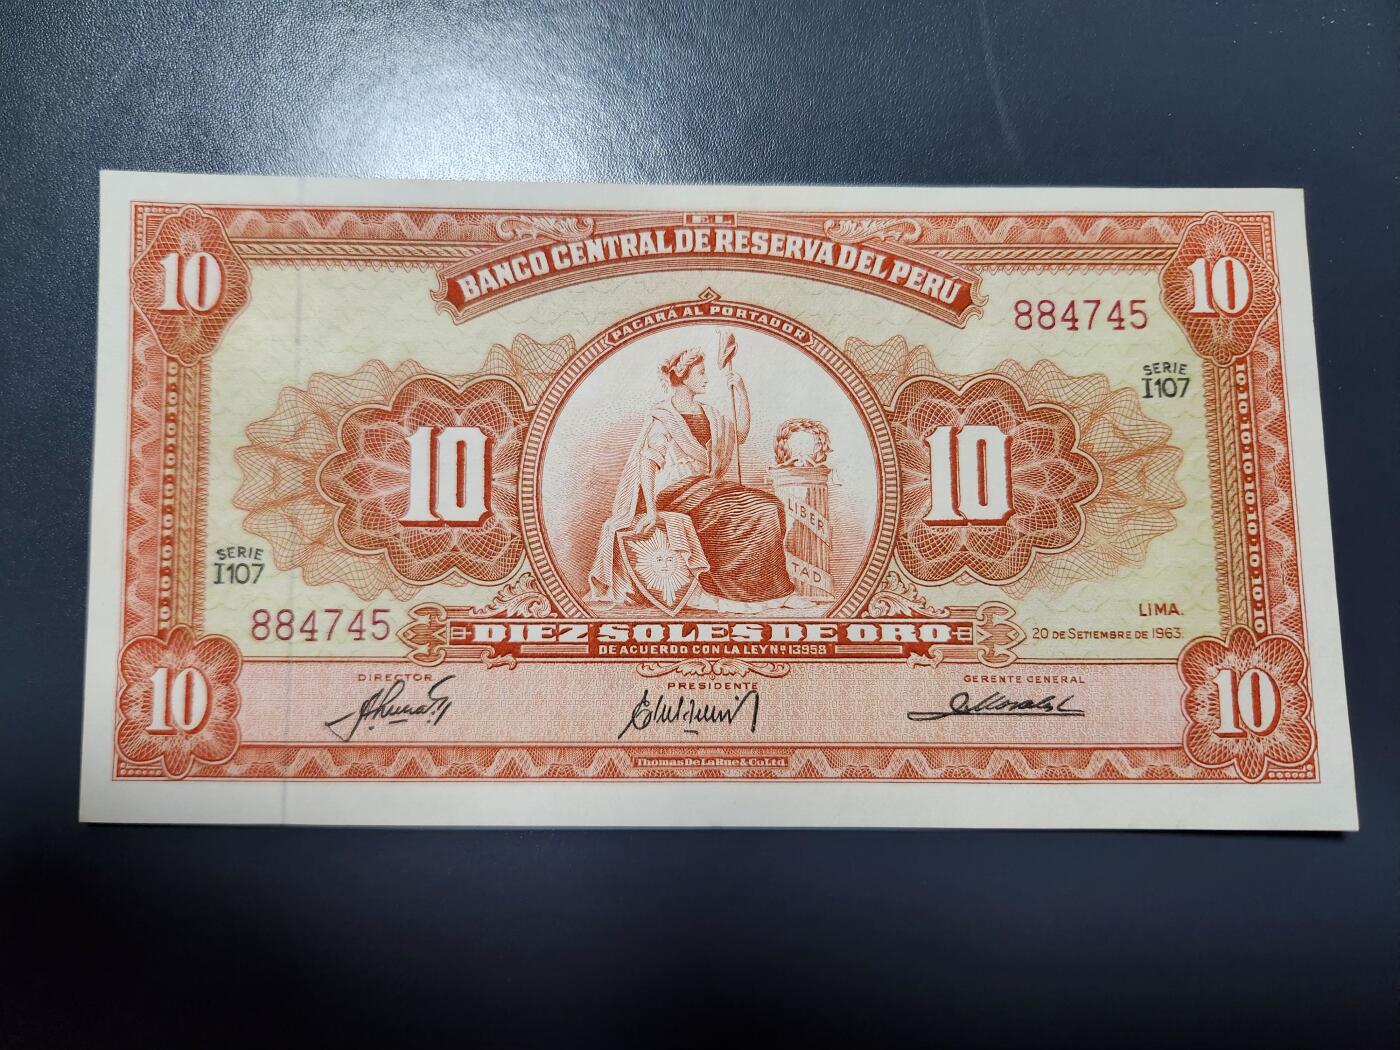 EL
BANCO CENTRAL DE RESERVA DEL PERÚ
10
10
PAGARÁ AL PORTADOR
884745
SERIE
I107
10
10
LIBER
TAD
SERIE
I107
884745
LIMA.
20 DE SETIEMBRE DE 1963.
DIEZ SOLES DE ORO
DE ACUERDO CON LA LEY Nº 13958
DIRECTOR
PRESIDENTE
GERENTE GENERAL
10
10
Thomas De La Rue & Co Ltd